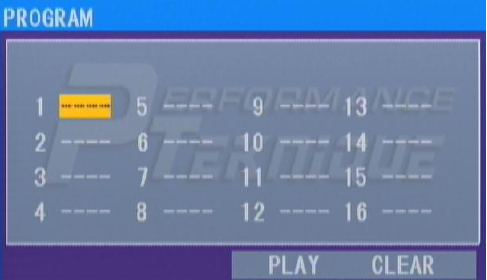 PROGRAM
PERFORMANCE
TEKNIQUE
1 ---- 5 ---- 9 ---- 13 ----
2 ---- 6 ---- 10 ---- 14 ----
3 ---- 7 ---- 11 ---- 15 ----
4 ---- 8 ---- 12 ---- 16 ----
PLAY CLEAR